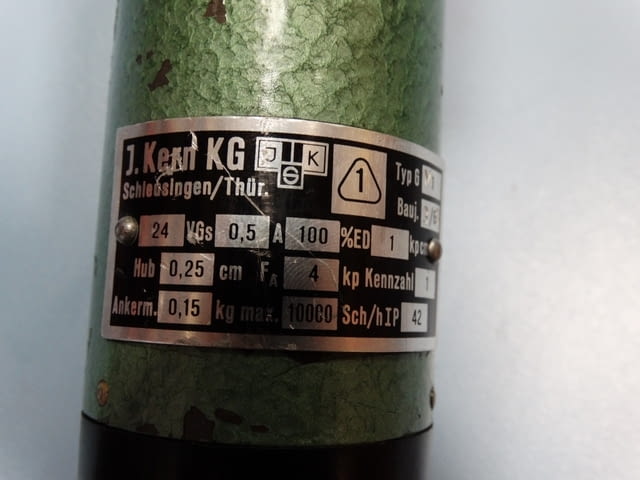 J. Kern KG J K S 1 Typ G
Schleusingen/Thür. Bauj.
24 VGs 0,5 A 100 %ED 1 kpcm
Hub 0,25 cm FA 4 kp Kennzahl 1
Ankerm. 0,15 kg max. 10000 Sch/h IP 42